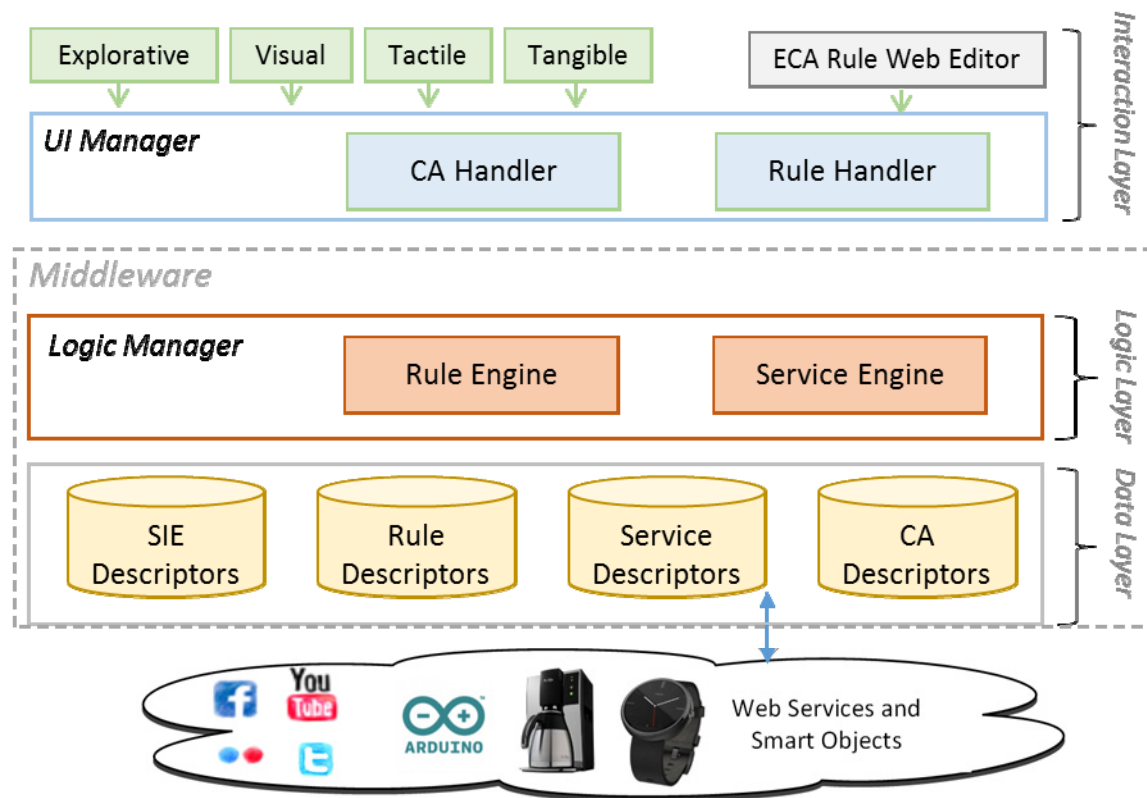 Explorative
Visual
Tactile
Tangible
ECA Rule Web Editor
Interaction Layer
UI Manager
CA Handler
Rule Handler
Middleware
Logic Manager
Rule Engine
Service Engine
Logic Layer
SIE
Descriptors
Rule
Descriptors
Service
Descriptors
CA
Descriptors
Data Layer
f
You
Tube
t
TM
ARDUINO
Web Services and
Smart Objects